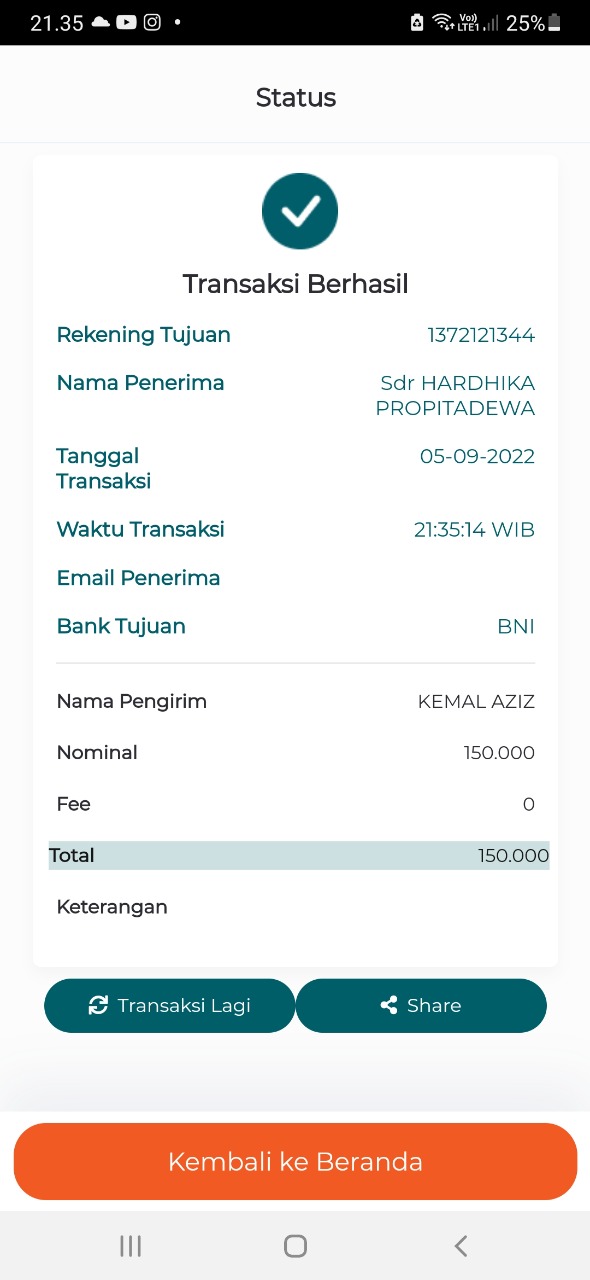 21.35
Vo))
LTE1
25%
Status
Transaksi Berhasil
Rekening Tujuan 1372121344
Nama Penerima Sdr HARDHIKA
PROPITADEWA
Tanggal 05-09-2022
Transaksi
Waktu Transaksi 21:35:14 WIB
Email Penerima
Bank Tujuan BNI
Nama Pengirim KEMAL AZIZ
Nominal 150.000
Fee 0
Total 150.000
Keterangan
Transaksi Lagi Share
Kembali ke Beranda